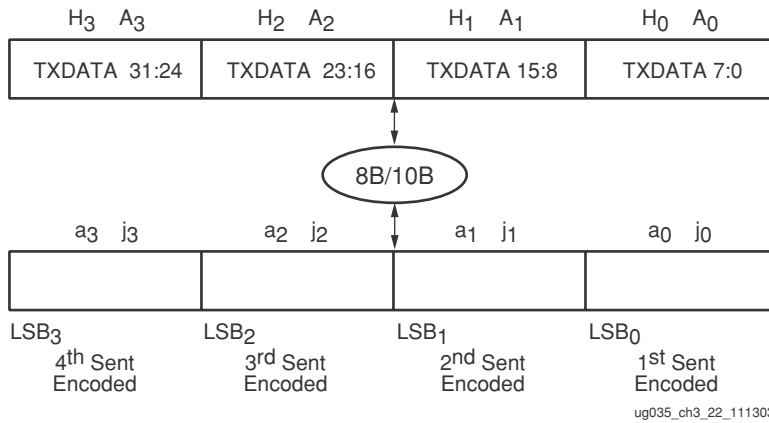 H3 A3 H2 A2 H1 A1 H0 A0
TXDATA 31:24 TXDATA 23:16 TXDATA 15:8 TXDATA 7:0
8B/10B
a3 j3 a2 j2 a1 j1 a0 j0
LSB3 LSB2 LSB1 LSB0
4th Sent 3rd Sent 2nd Sent 1st Sent
Encoded Encoded Encoded Encoded
ug035_ch3_22_111303